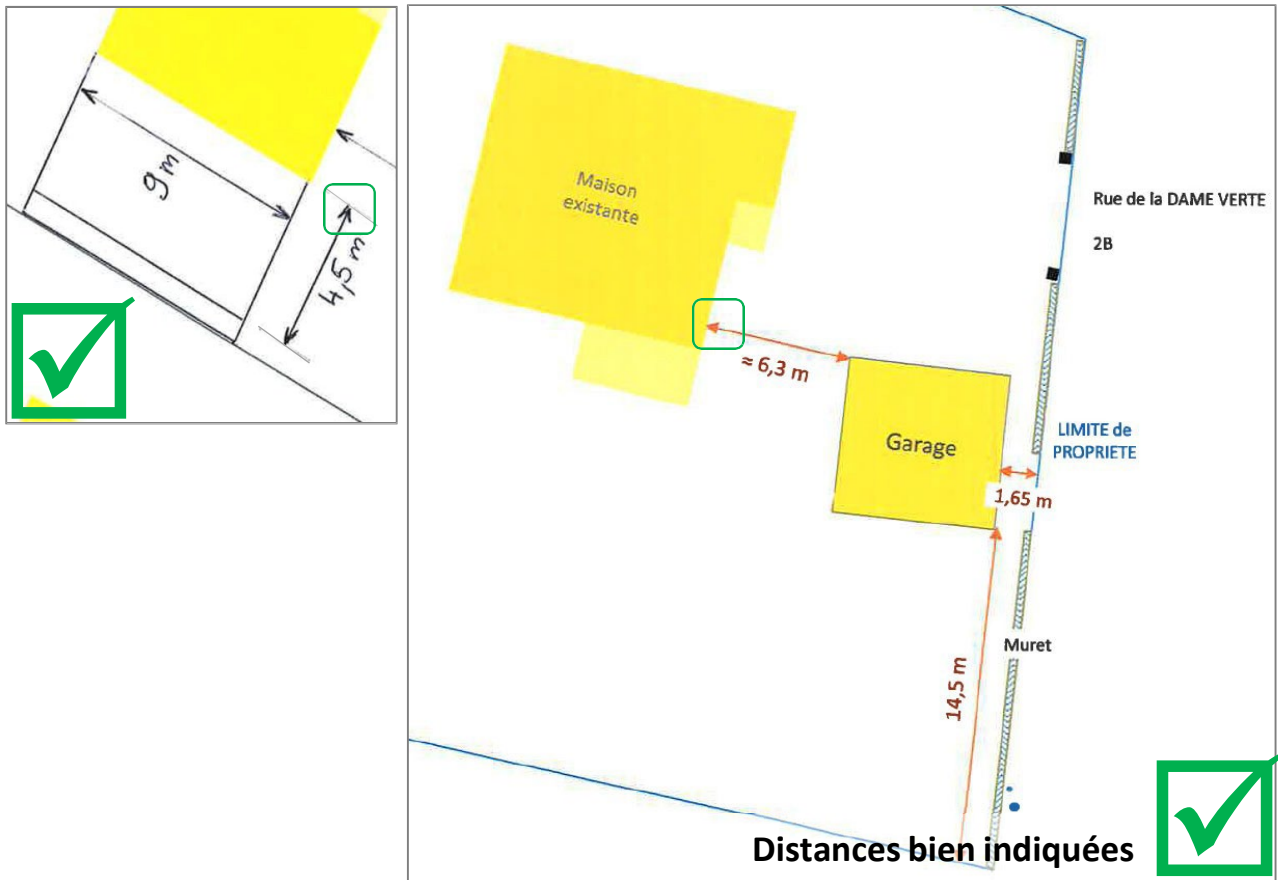 9 m
4,5 m
Maison
existante
Rue de la DAME VERTE
2B
≈ 6,3 m
Garage
LIMITE de
PROPRIETE
1,65 m
Muret
14,5 m
Distances bien indiquées